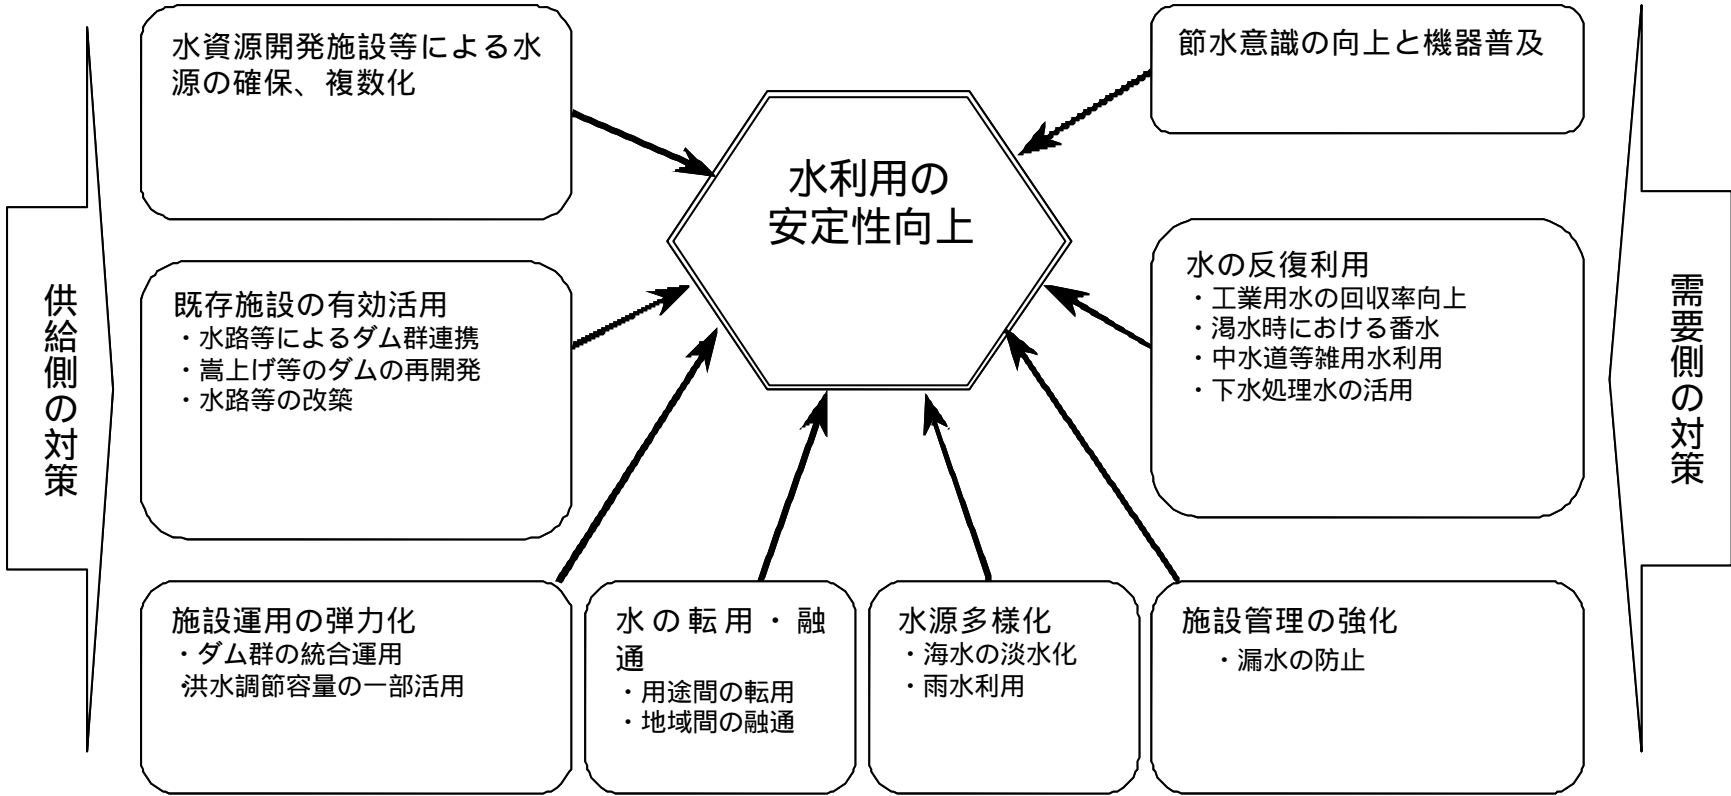 供給側の対策
水資源開発施設等による水
源の確保、複数化
既存施設の有効活用
・水路等によるダム群連携
・嵩上げ等のダムの再開発
・水路等の改築
施設運用の弾力化
・ダム群の統合運用
・洪水調節容量の一部活用
水の転用・融
通
・用途間の転用
・地域間の融通
水利用の
安定性向上
水源多様化
・海水の淡水化
・雨水利用
節水意識の向上と機器普及
水の反復利用
・工業用水の回収率向上
・渇水時における番水
・中水道等雑用水利用
・下水処理水の活用
施設管理の強化
・漏水の防止
需要側の対策